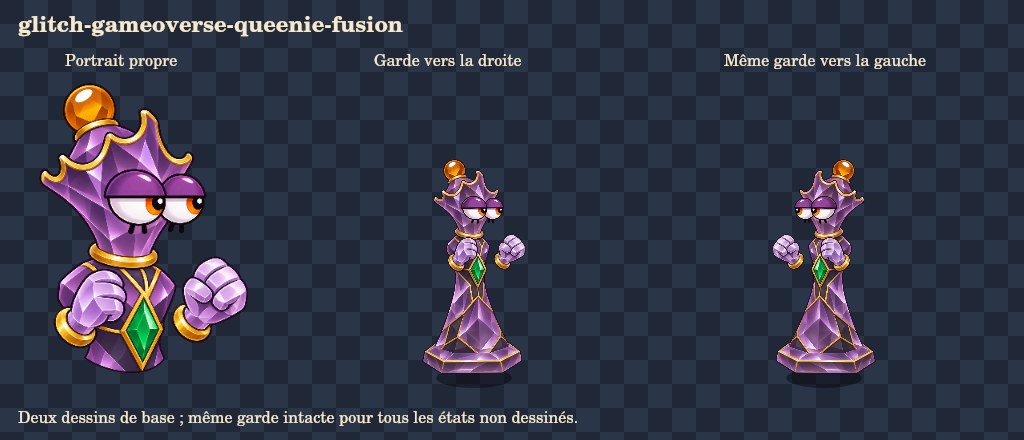 glitch-gameoverse-queenie-fusion
Portrait propre
Garde vers la droite
Même garde vers la gauche
Deux dessins de base ; même garde intacte pour tous les états non dessinés.